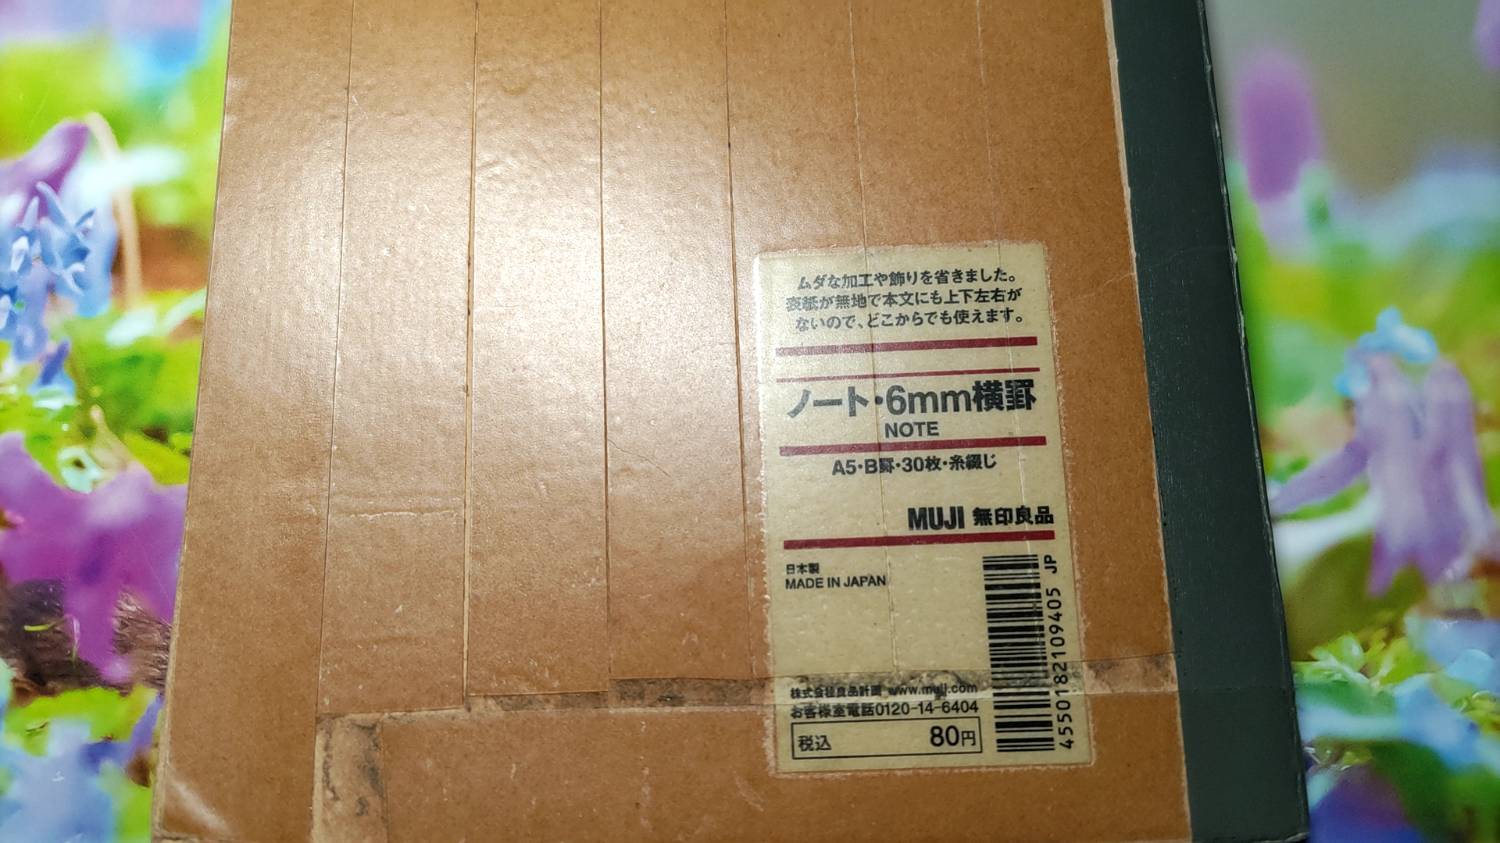 ムダな加工や飾りを省きました。
表紙が無地で本文にも上下左右が
ないので、どこからでも使えます。
ノート・6mm横罫
NOTE
A5・B罫・30枚・糸綴じ
MUJI 無印良品
日本製
MADE IN JAPAN
JP
4550182109405
株式会社良品計画 www.muji.com
お客様室電話0120-14-6404
税込 80円